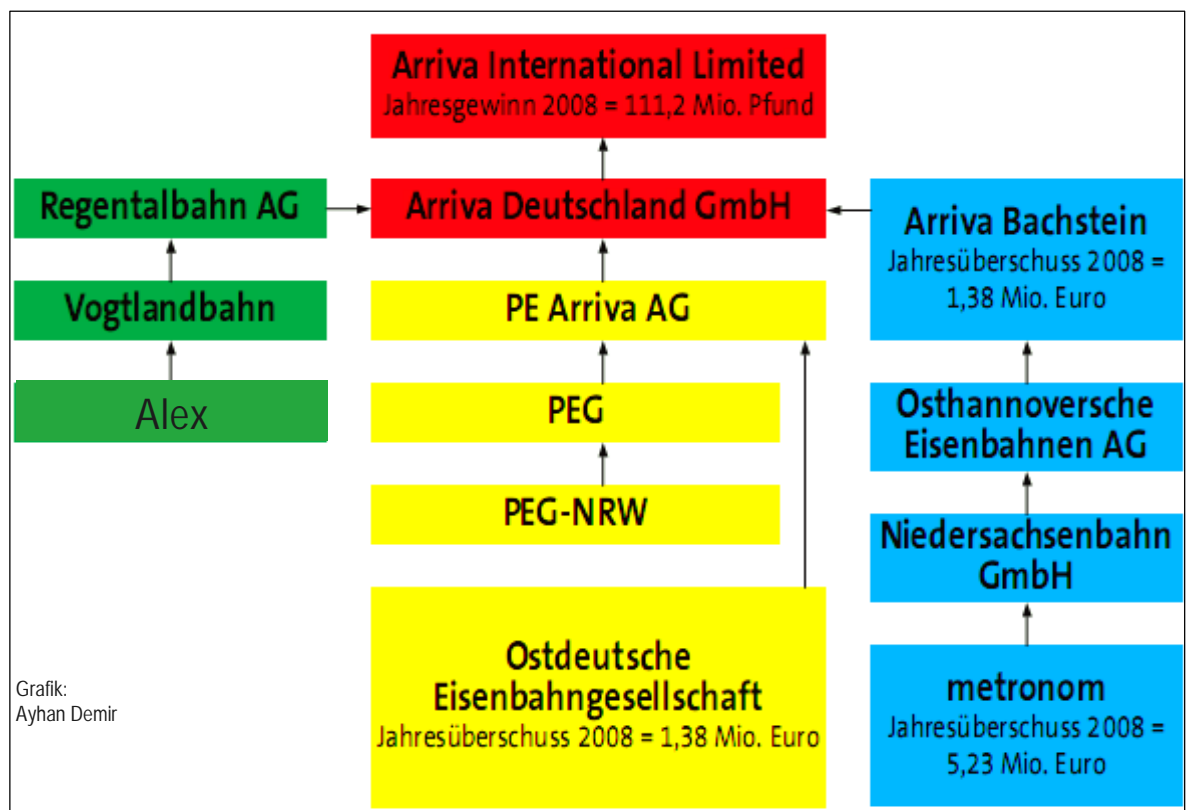 Arriva International Limited
Jahresgewinn 2008 = 111,2 Mio. Pfund
Regentalbahn AG
Arriva Deutschland GmbH
Arriva Bachstein
Jahresüberschuss 2008 =
1,38 Mio. Euro
Vogtlandbahn
PE Arriva AG
Alex
PEG
Osthannoversche
Eisenbahnen AG
PEG-NRW
Niedersachsenbahn
GmbH
Ostdeutsche
Eisenbahngesellschaft
Jahresüberschuss 2008 = 1,38 Mio. Euro
metronom
Jahresüberschuss 2008 =
5,23 Mio. Euro
Grafik:
Ayhan Demir